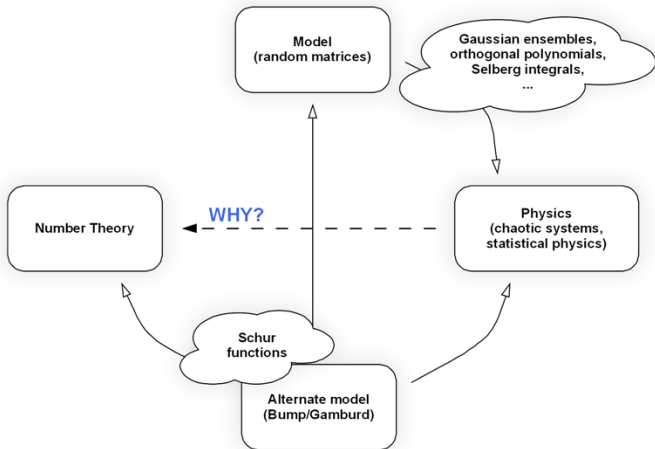 Model
(random matrices)
Gaussian ensembles,
orthogonal polynomials,
Selberg integrals,
...
Number Theory
WHY?
Physics
(chaotic systems,
statistical physics)
Schur
functions
Alternate model
(Bump/Gamburd)